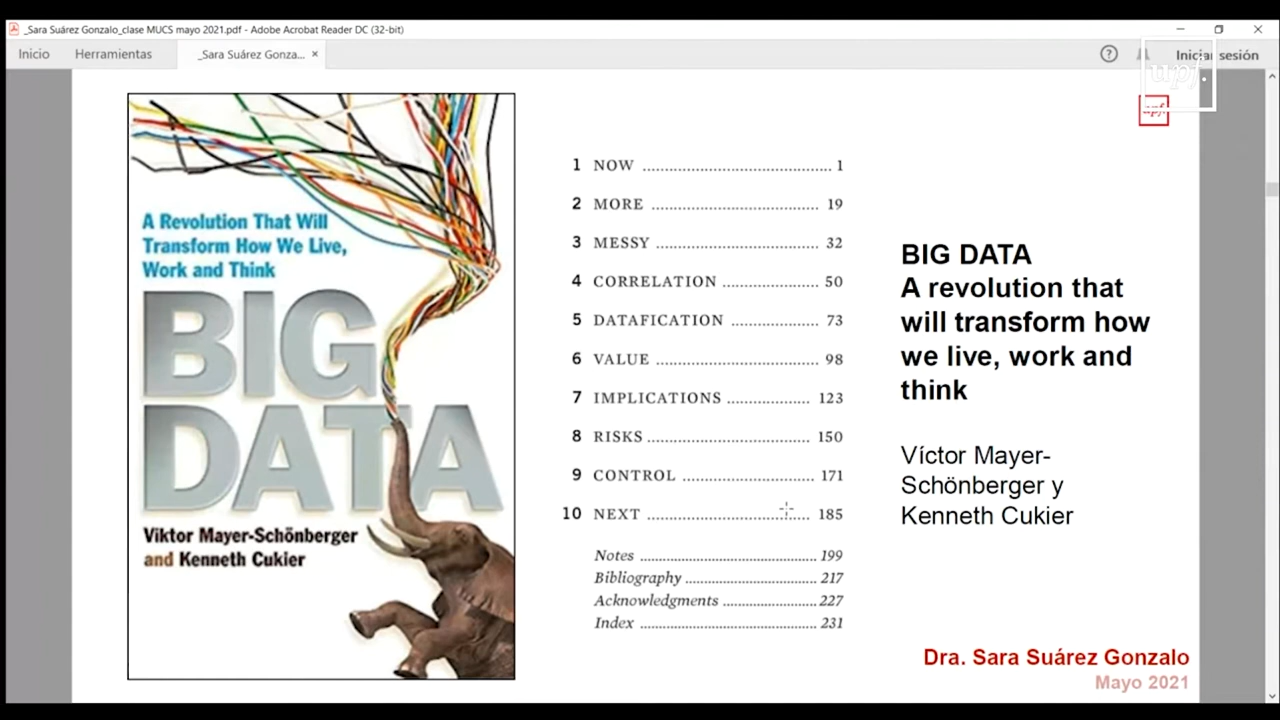 _Sara Suárez Gonzalo_clase MUCS mayo 2021.pdf - Adobe Acrobat Reader DC (32-bit)
Inicio Herramientas _Sara Suárez Gonza... × Iniciar sesión
upf.
upf.
A Revolution That Will
Transform How We Live,
Work and Think
BIG
DATA
Viktor Mayer-Schönberger
and Kenneth Cukier
1 NOW .................................... 1
2 MORE ................................ 19
3 MESSY ............................... 32
4 CORRELATION .................. 50
5 DATAFICATION ................ 73
6 VALUE ............................... 98
7 IMPLICATIONS ................ 123
8 RISKS ............................... 150
9 CONTROL ......................... 171
10 NEXT ............................... 185
Notes ................................... 199
Bibliography ......................... 217
Acknowledgments .................. 227
Index ................................... 231
BIG DATA
A revolution that
will transform how
we live, work and
think
Víctor Mayer-
Schönberger y
Kenneth Cukier
Dra. Sara Suárez Gonzalo
Mayo 2021